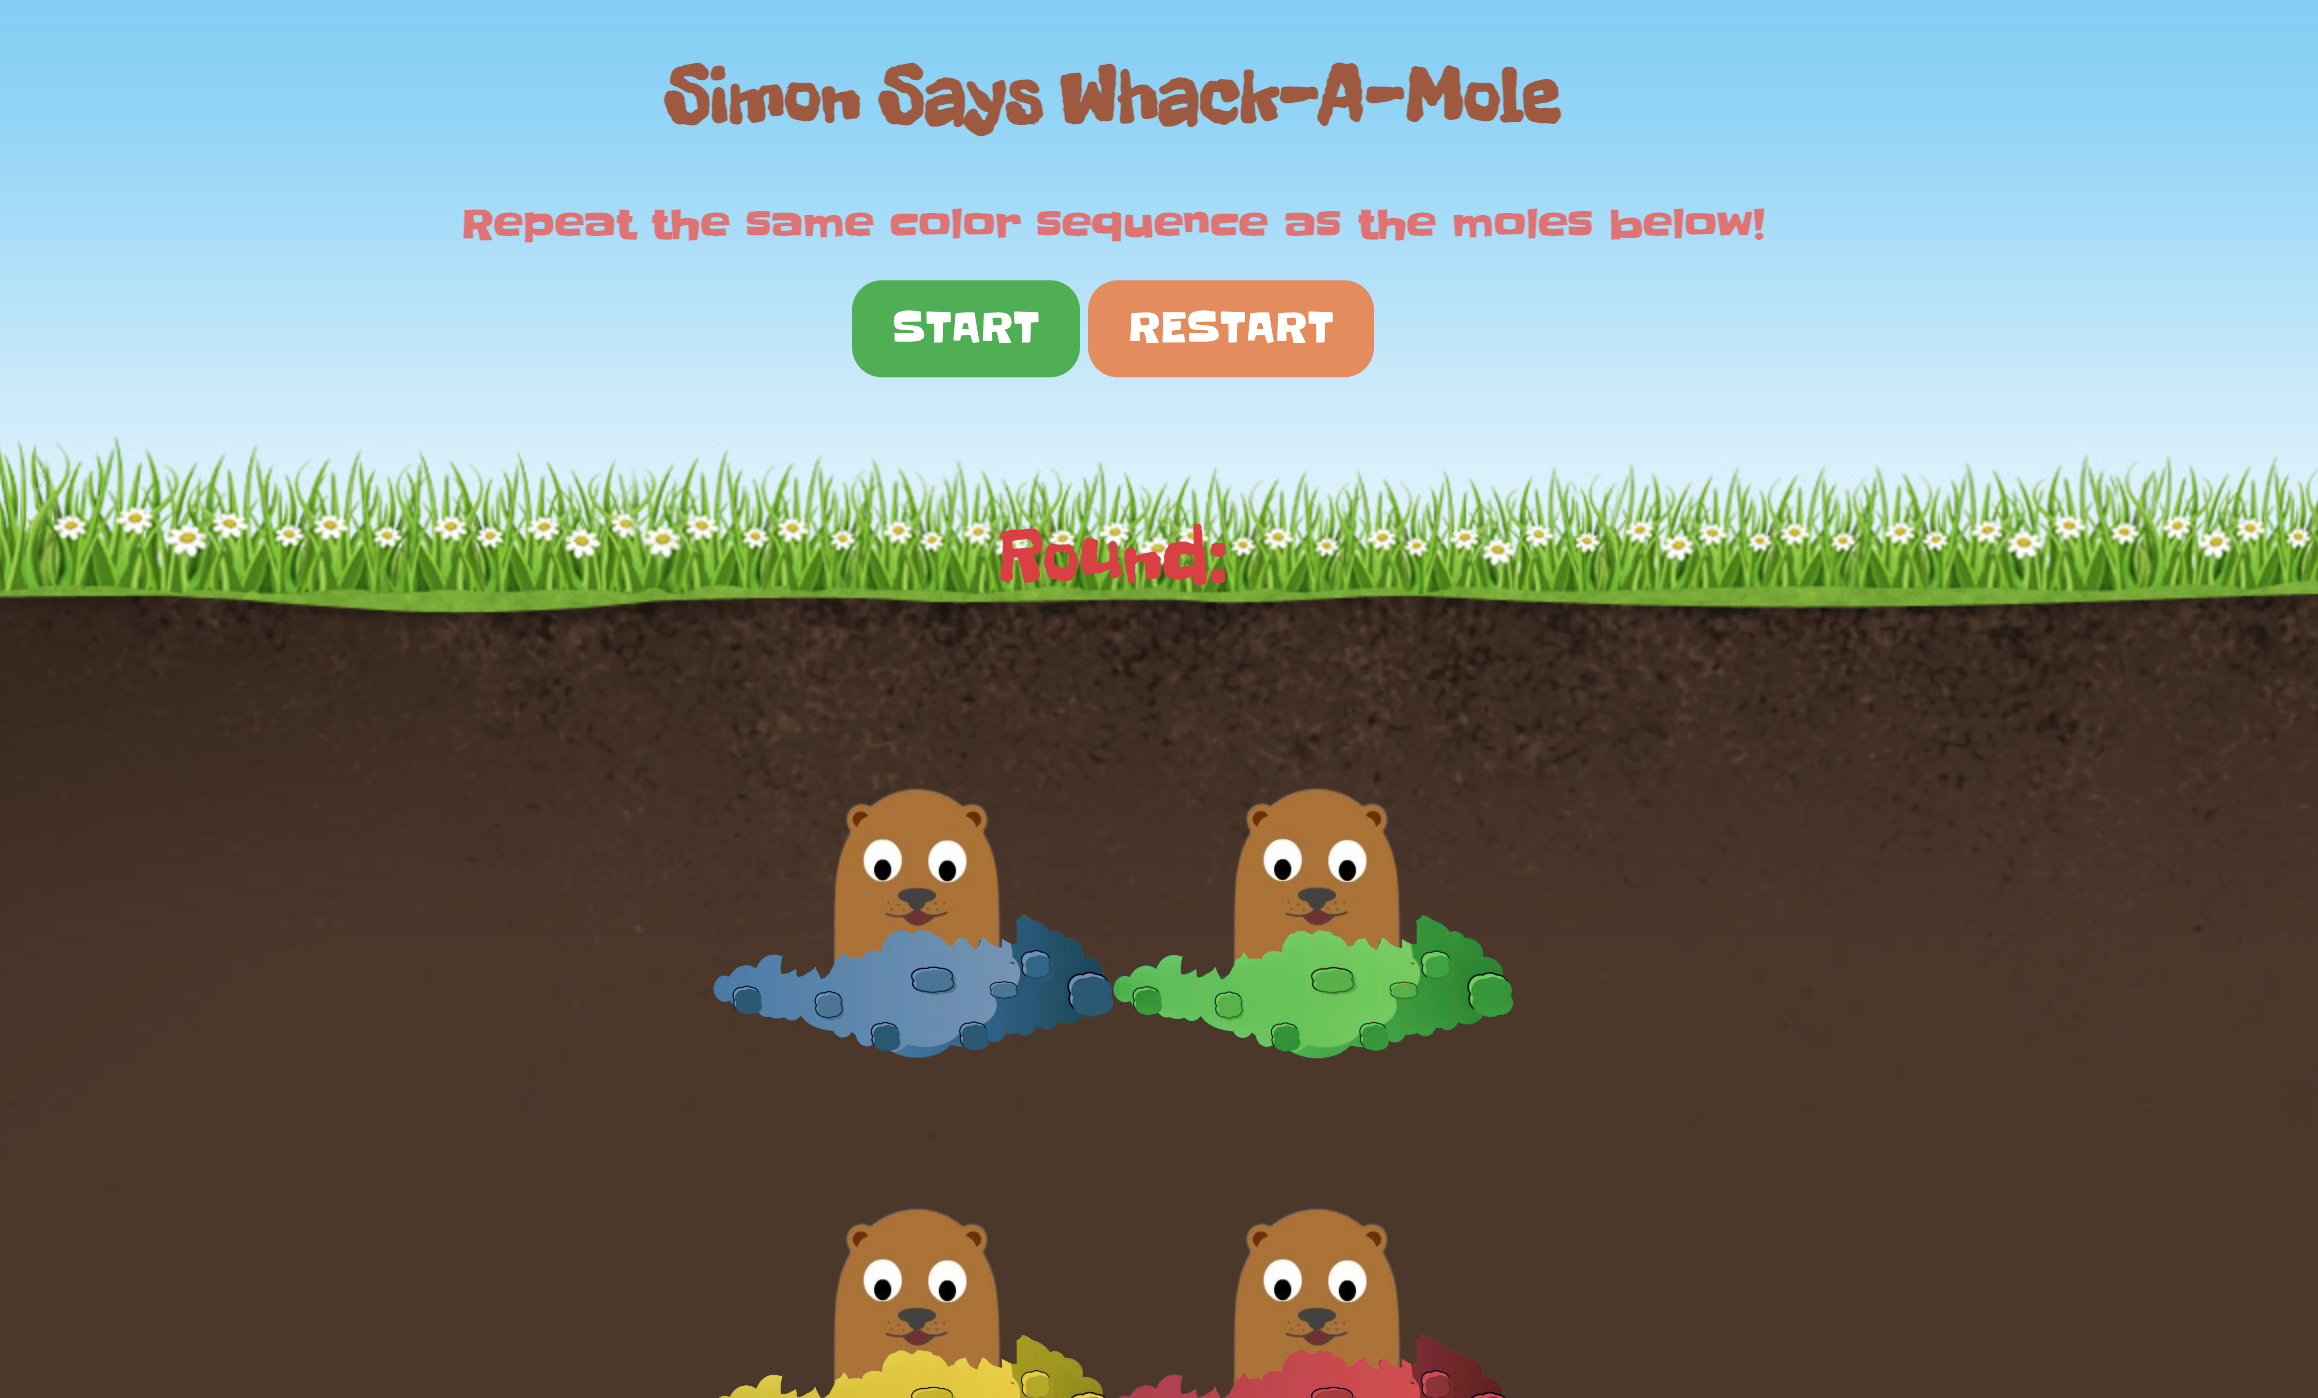 Simon Says Whack-A-Mole
Repeat the same color sequence as the moles below!
START RESTART
Round: